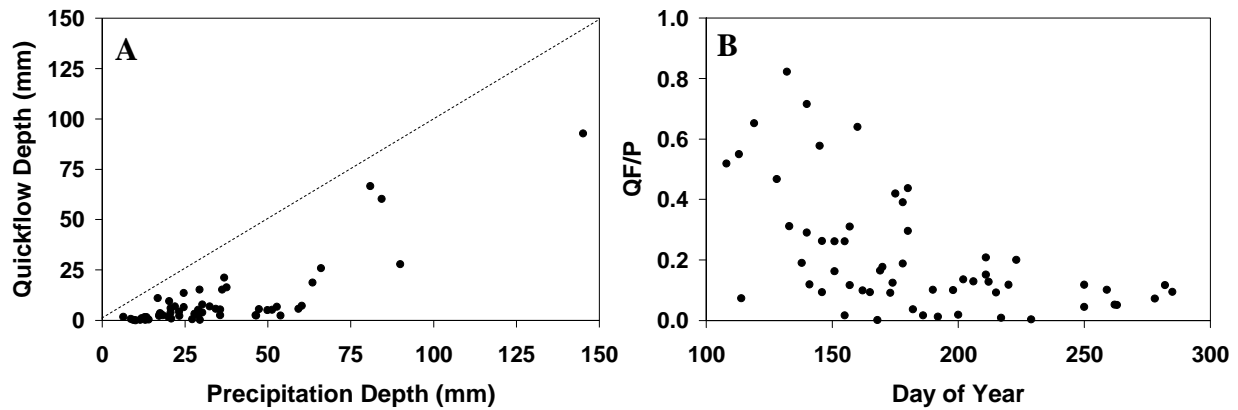 A
Quickflow Depth (mm)
150
125
100
75
50
25
0
0 25 50 75 100 125 150
Precipitation Depth (mm)
B
QF/P
1.0
0.8
0.6
0.4
0.2
0.0
100 150 200 250 300
Day of Year